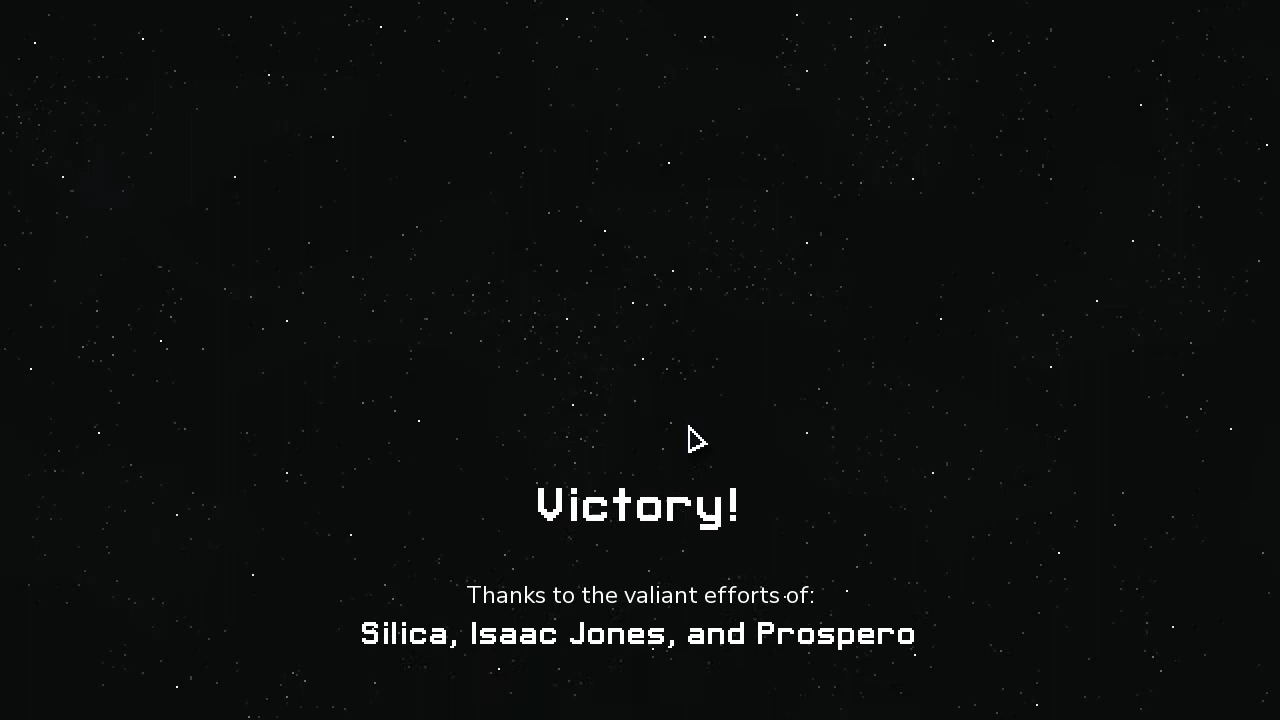 Victory!
Thanks to the valiant efforts of:
Silica, Isaac Jones, and Prospero